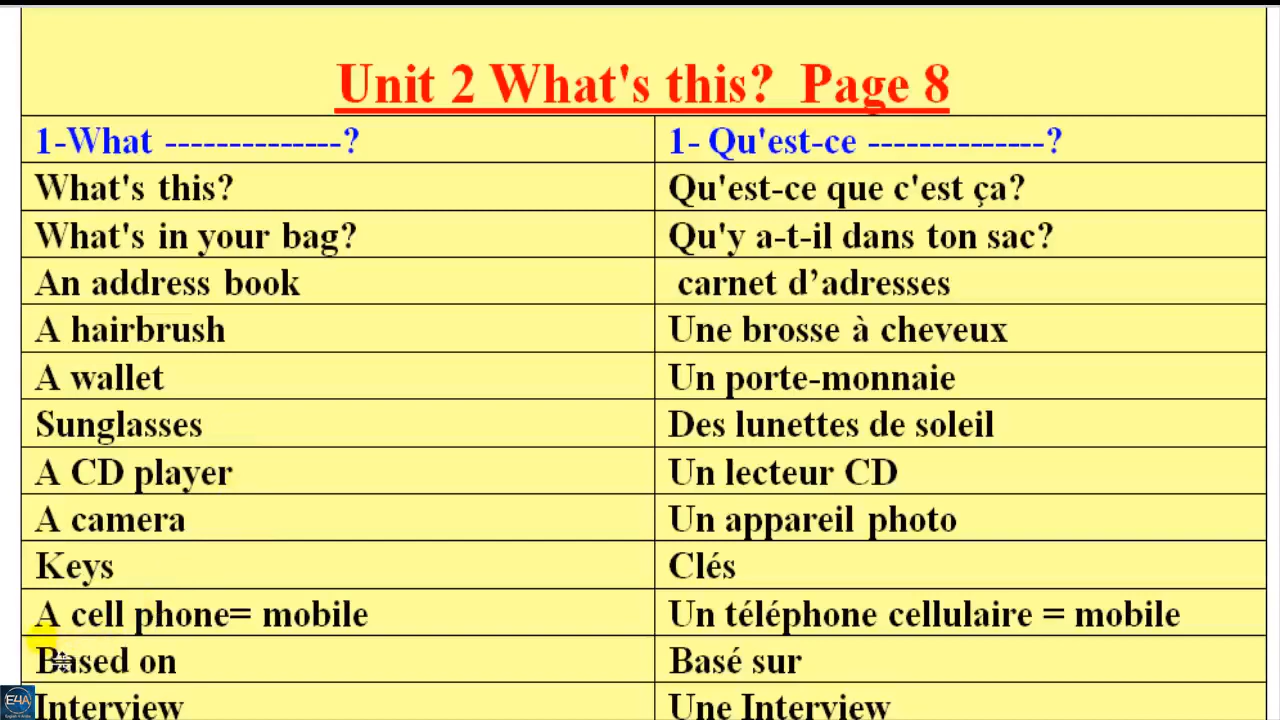 Unit 2 What's this?  Page 8
1-What --------------?
1- Qu'est-ce --------------?
What's this?
Qu'est-ce que c'est ça?
What's in your bag?
Qu'y a-t-il dans ton sac?
An address book
carnet d’adresses
A hairbrush
Une brosse à cheveux
A wallet
Un porte-monnaie
Sunglasses
Des lunettes de soleil
A CD player
Un lecteur CD
A camera
Un appareil photo
Keys
Clés
A cell phone= mobile
Un téléphone cellulaire = mobile
Based on
Basé sur
Interview
Une Interview
E4A